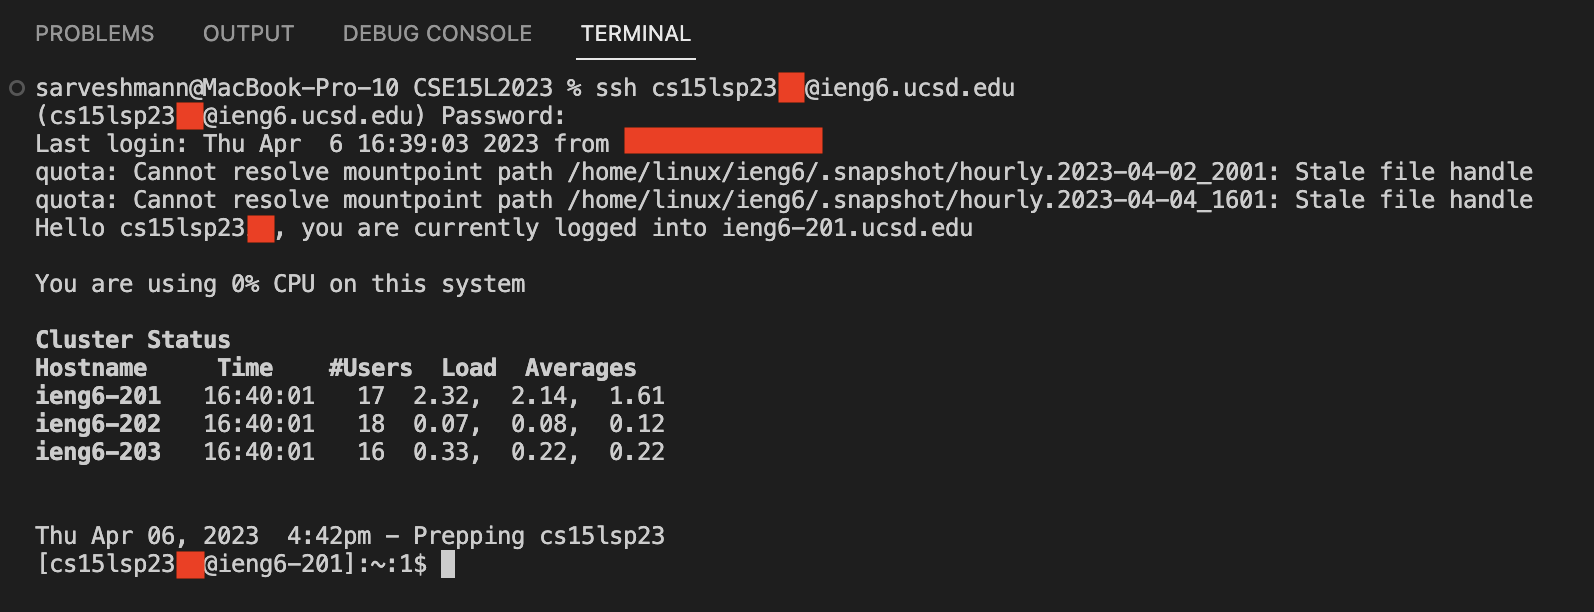 PROBLEMS OUTPUT DEBUG CONSOLE TERMINAL
sarveshmann@MacBook-Pro-10 CSE15L2023 % ssh cs15lsp23@ieng6.ucsd.edu
(cs15lsp23@ieng6.ucsd.edu) Password:
Last login: Thu Apr  6 16:39:03 2023 from
quota: Cannot resolve mountpoint path /home/linux/ieng6/.snapshot/hourly.2023-04-02_2001: Stale file handle
quota: Cannot resolve mountpoint path /home/linux/ieng6/.snapshot/hourly.2023-04-04_1601: Stale file handle
Hello cs15lsp23, you are currently logged into ieng6-201.ucsd.edu
You are using 0% CPU on this system
Cluster Status
Hostname     Time    #Users  Load  Averages
ieng6-201   16:40:01   17  2.32,  2.14,  1.61
ieng6-202   16:40:01   18  0.07,  0.08,  0.12
ieng6-203   16:40:01   16  0.33,  0.22,  0.22
Thu Apr 06, 2023  4:42pm - Prepping cs15lsp23
[cs15lsp23@ieng6-201]:~:1$